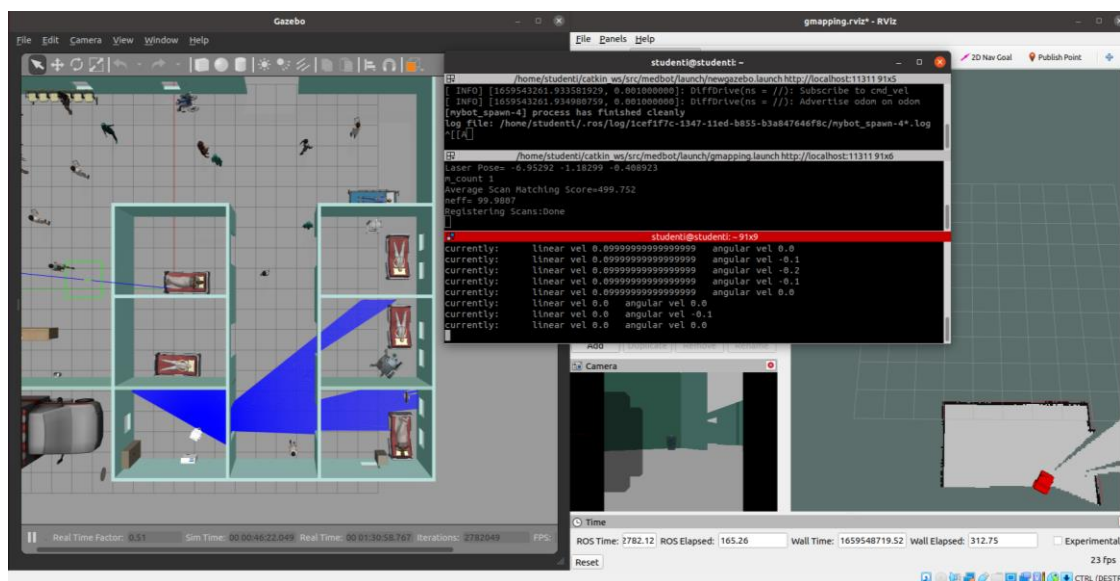 Gazebo
File Edit Camera View Window Help
Real Time Factor: 0.51 Sim Time: 00 00:46:22.049 Real Time: 00 01:30:58.767 Iterations: 2782049 FPS:
gmapping.rviz* - RViz
File Panels Help
2D Nav Goal Publish Point
studenti@studenti: ~
/home/studenti/catkin_ws/src/medbot/launch/newgazebo.launch http://localhost:11311 91x5
[ INFO] [1659543261.933581929, 0.001000000]: DiffDrive(ns = //): Subscribe to cmd_vel
[ INFO] [1659543261.934980759, 0.001000000]: DiffDrive(ns = //): Advertise odom on odom
[mybot_spawn-4] process has finished cleanly
log file: /home/studenti/.ros/log/1cef1f7c-1347-11ed-b855-b3a847646f8c/mybot_spawn-4*.log
^[[A
/home/studenti/catkin_ws/medbot/launch/gmapping.launch http://localhost:11311 91x6
Laser Pose= -6.95292 -1.18299 -0.408923
m_count 1
Average Scan Matching Score=499.752
neff= 99.9807
Registering Scans:Done
studenti@studenti: ~ 91x9
currently: linear vel 0.09999999999999999 angular vel 0.0
currently: linear vel 0.09999999999999999 angular vel -0.1
currently: linear vel 0.09999999999999999 angular vel -0.2
currently: linear vel 0.09999999999999999 angular vel -0.1
currently: linear vel 0.09999999999999999 angular vel 0.0
currently: linear vel 0.0 angular vel 0.0
currently: linear vel 0.0 angular vel -0.1
currently: linear vel 0.0 angular vel 0.0
Add Duplicate Remove Rename
Camera
Time
ROS Time: 2782.12 ROS Elapsed: 165.26 Wall Time: 1659548719.52 Wall Elapsed: 312.75 Experimental
Reset 23 fps
CTRL (DESTR